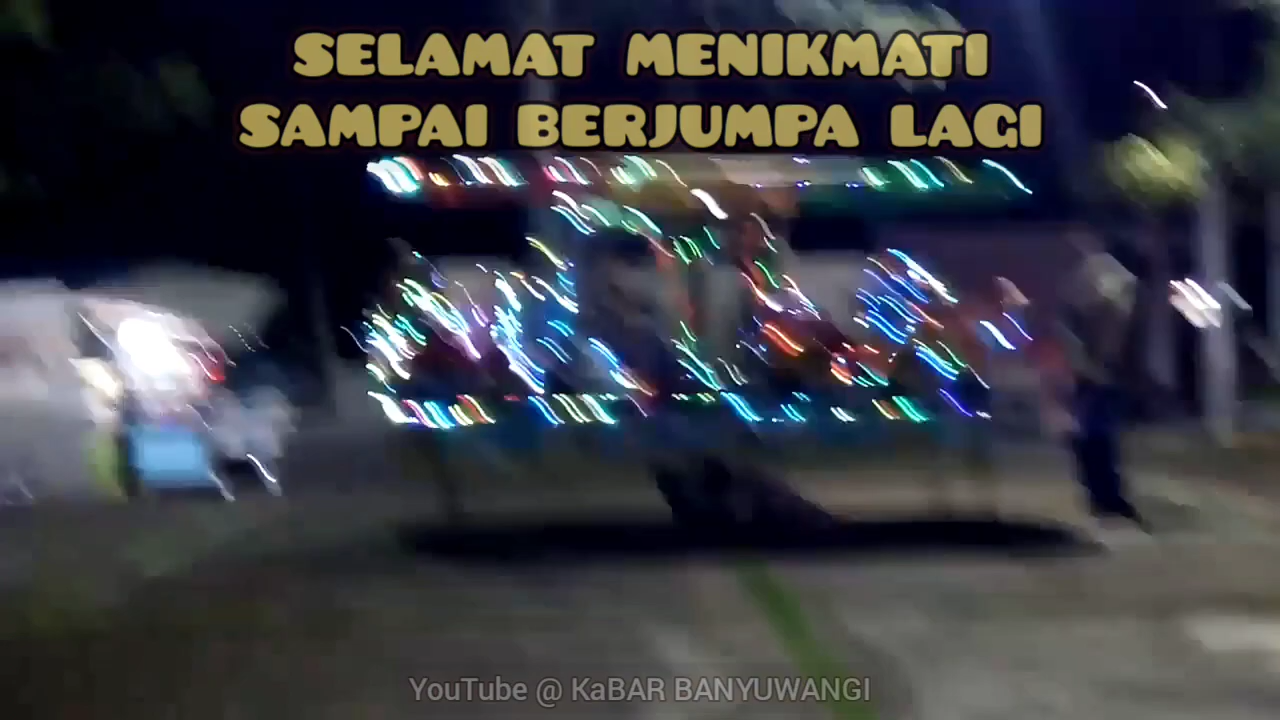 SELAMAT MENIKMATI
SAMPAI BERJUMPA LAGI
YouTube @ KaBAR BANYUWANGI